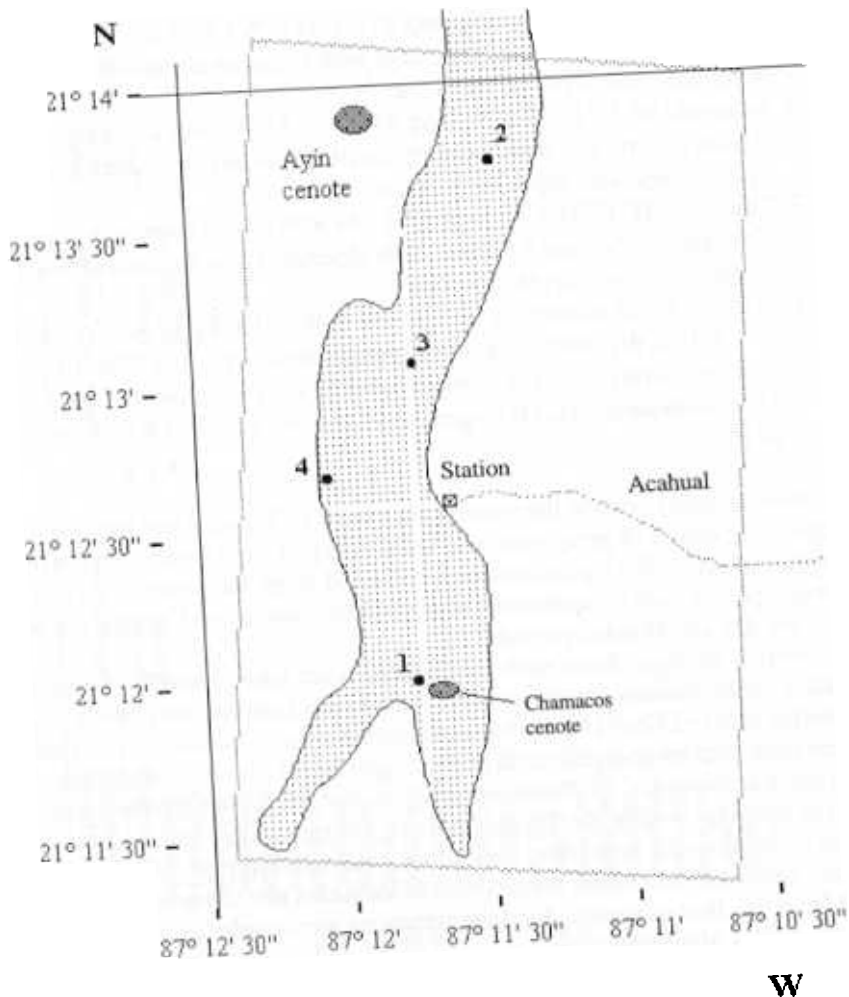 N
21° 14'
2
Ayin
cenote
21° 13' 30"
3
21° 13'
4
Station
Acahual
21° 12' 30"
1
21° 12'
Chamacos
cenote
21° 11' 30"
87° 12' 30"
87° 12'
87° 11' 30"
87° 11'
87° 10' 30"
W